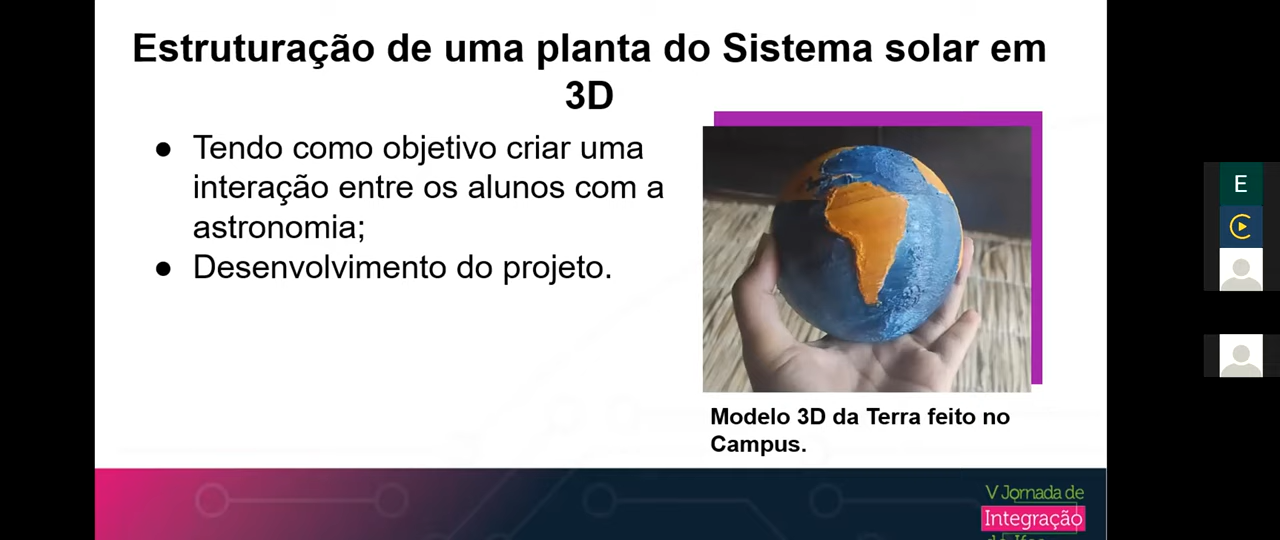 Estruturação de uma planta do Sistema solar em
3D
● Tendo como objetivo criar uma
interação entre os alunos com a
astronomia;
● Desenvolvimento do projeto.
Modelo 3D da Terra feito no
Campus.
E
V Jornada de
Integração